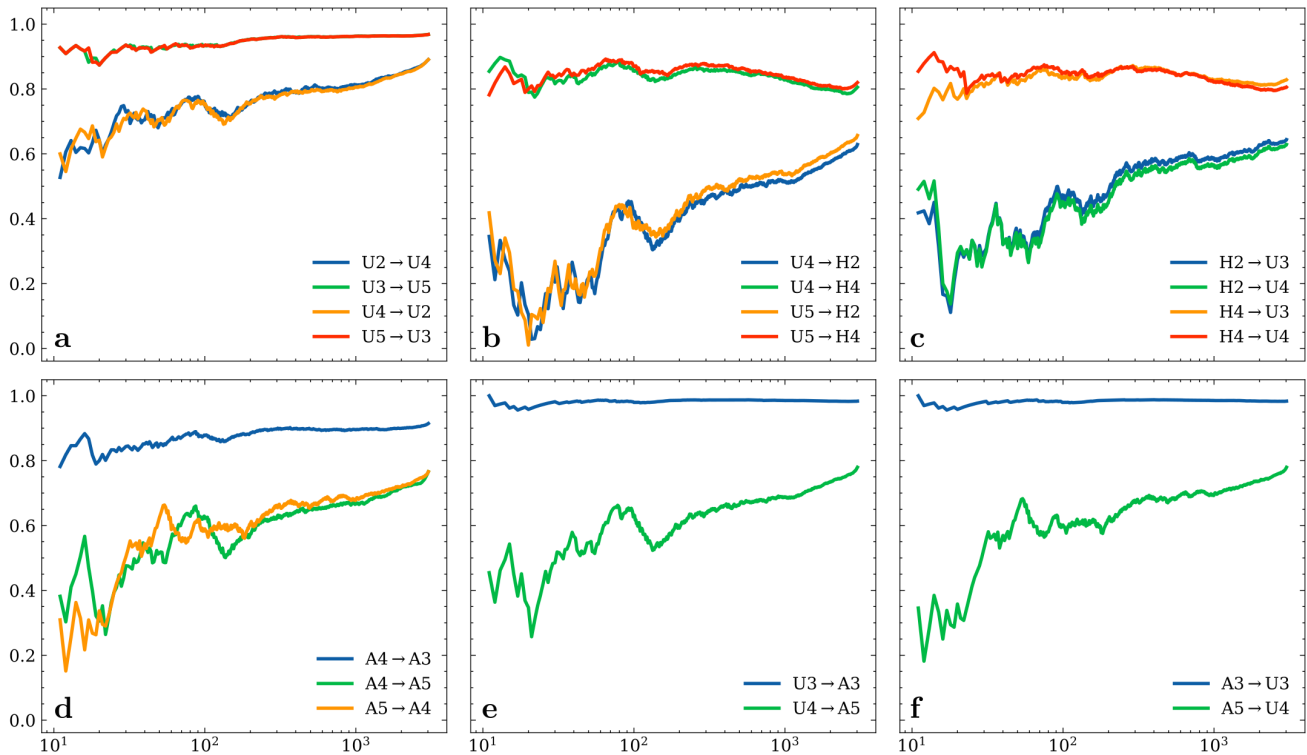 1.0
0.8
0.6
0.4
0.2
0.0
U2→U4
U3→U5
U4→U2
U5→U3
a
U4→H2
U4→H4
U5→H2
U5→H4
b
H2→U3
H2→U4
H4→U3
H4→U4
c
1.0
0.8
0.6
0.4
0.2
0.0
A4→A3
A4→A5
A5→A4
d
U3→A3
U4→A5
e
A3→U3
A5→U4
f
10¹ 10² 10³
10¹ 10² 10³
10¹ 10² 10³